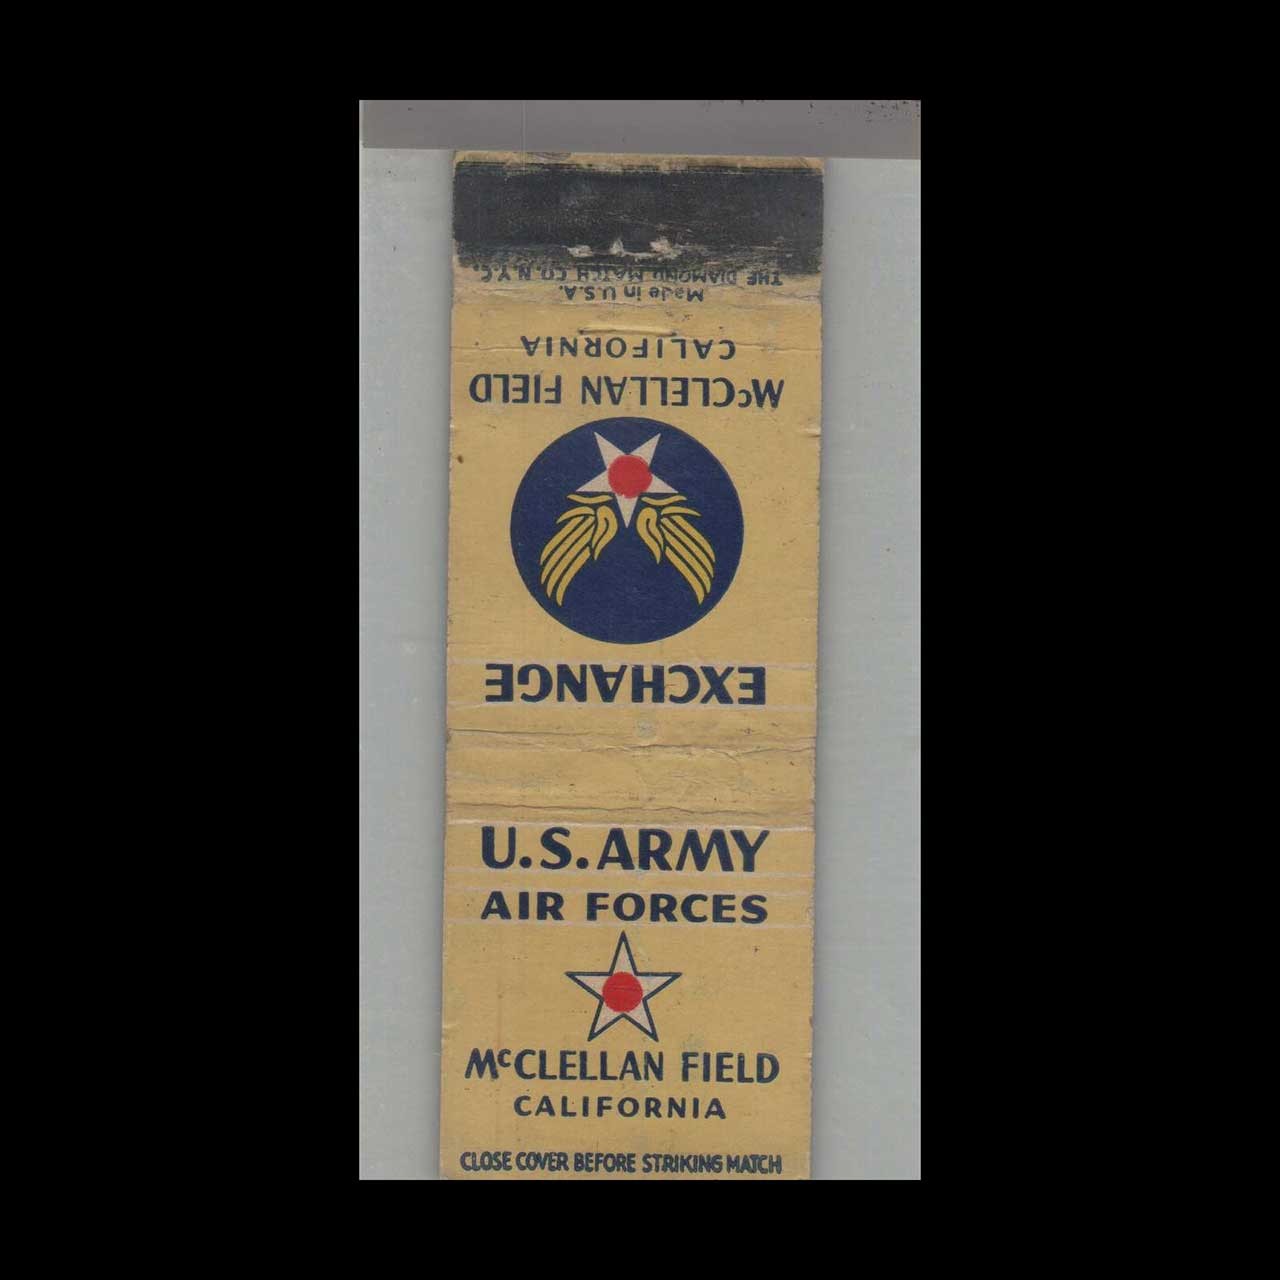 THE DIAMOND MATCH CO. N.Y.C.
Made in U.S.A.
CALIFORNIA
McCLELLAN FIELD
EXCHANGE
U.S. ARMY
AIR FORCES
McCLELLAN FIELD
CALIFORNIA
CLOSE COVER BEFORE STRIKING MATCH